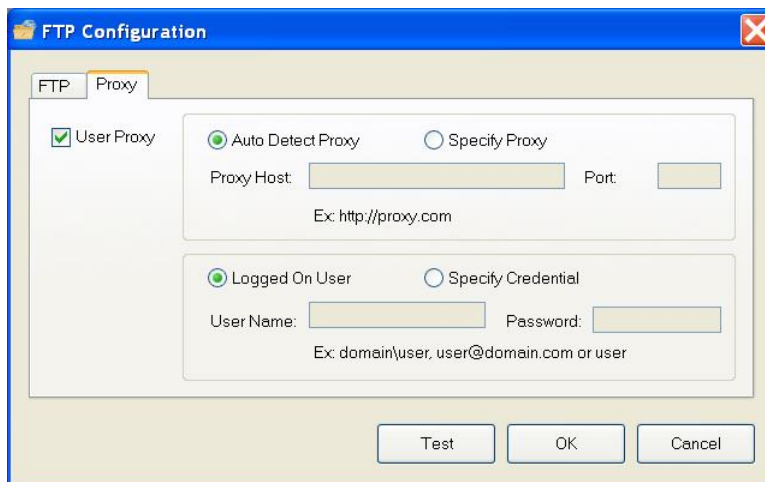 FTP Configuration
FTP Proxy
User Proxy Auto Detect Proxy Specify Proxy
Proxy Host: Port:
Ex: http://proxy.com
Logged On User Specify Credential
User Name: Password:
Ex: domain\user, user@domain.com or user
Test OK Cancel